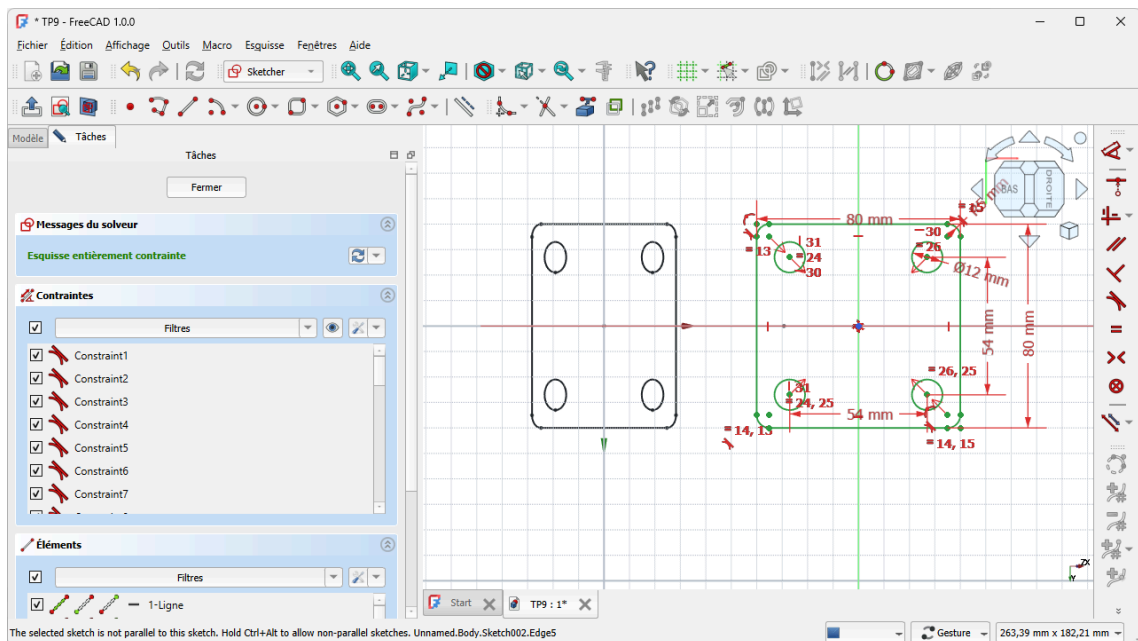 * TP9 - FreeCAD 1.0.0
Fichier Édition Affichage Outils Macro Esquisse Fenêtres Aide
Sketcher
Modèle Tâches
Tâches
Fermer
Messages du solveur
Esquisse entièrement contrainte
Contraintes
Filtres
Constraint1
Constraint2
Constraint3
Constraint4
Constraint5
Constraint6
Constraint7
Éléments
Filtres
1-Ligne
BAS
DROITE
80 mm
= 15
= 13
31
= 24
30
30
= 26
Ø12 mm
54 mm
80 mm
= 26, 25
31
= 24, 25
54 mm
= 14, 13
= 14, 15
ZX
Y
Start
TP9 : 1*
The selected sketch is not parallel to this sketch. Hold Ctrl+Alt to allow non-parallel sketches. Unnamed.Body.Sketch002.Edge5
Gesture
263,39 mm x 182,21 mm